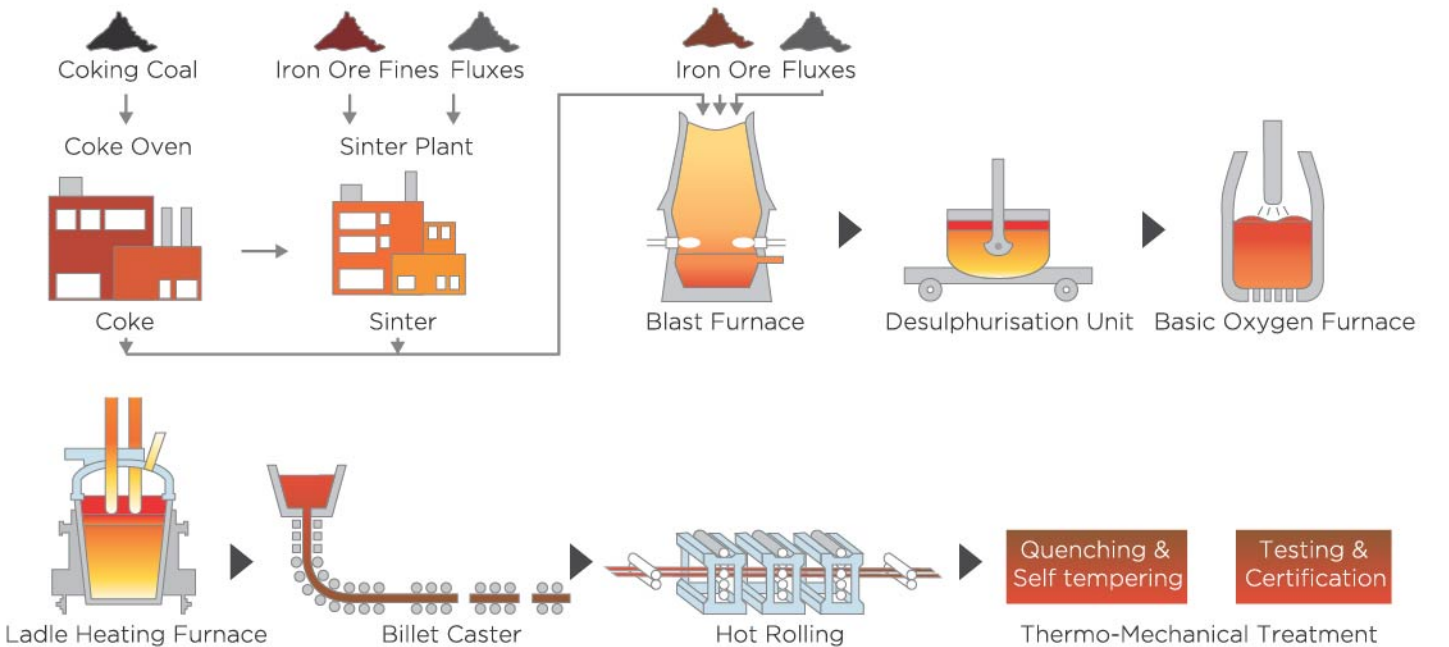 Coking Coal
Iron Ore Fines
Fluxes
Iron Ore
Fluxes
Coke Oven
Sinter Plant
Coke
Sinter
Blast Furnace
Desulphurisation Unit
Basic Oxygen Furnace
Quenching &
Self tempering
Testing &
Certification
Ladle Heating Furnace
Billet Caster
Hot Rolling
Thermo-Mechanical Treatment